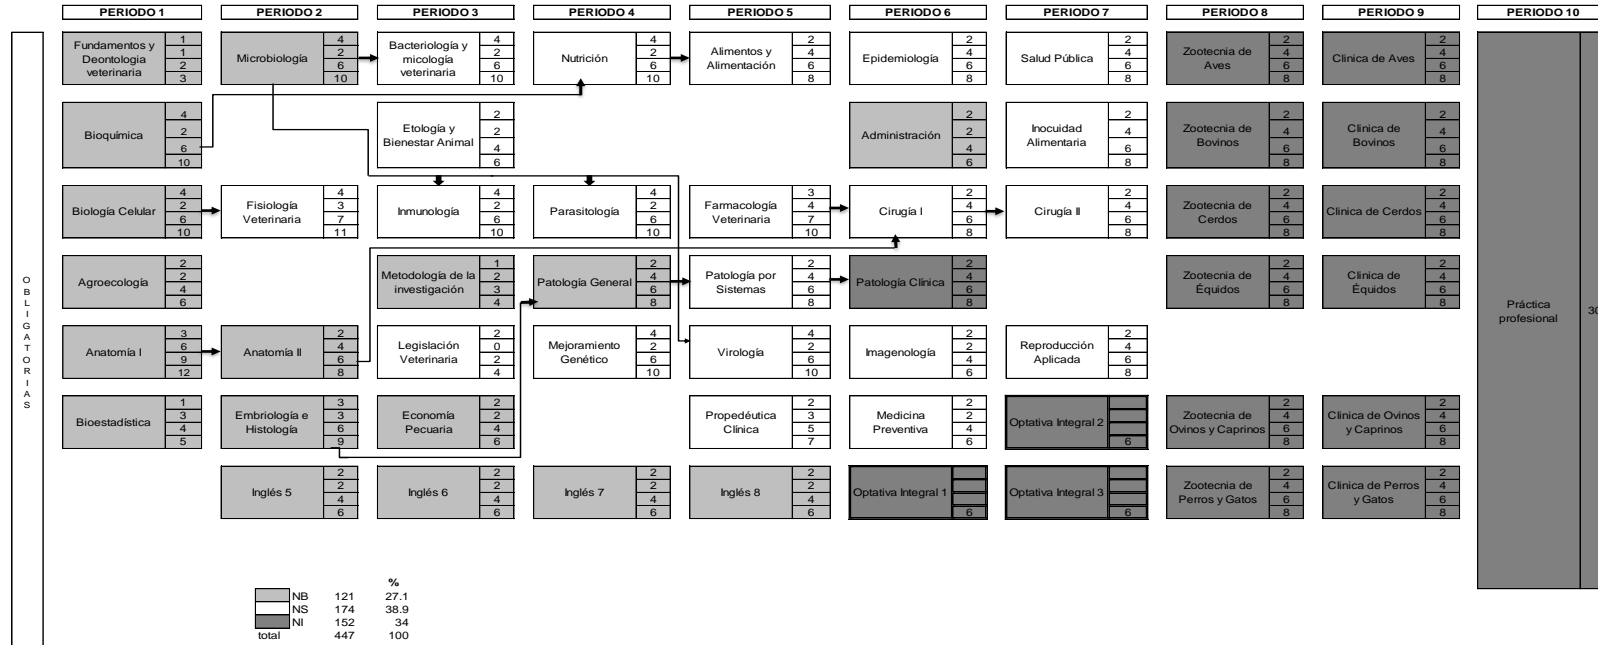 PERIODO 1
PERIODO 2
PERIODO 3
PERIODO 4
PERIODO 5
PERIODO 6
PERIODO 7
PERIODO 8
PERIODO 9
PERIODO 10
OBLIGATORIAS
Fundamentos y
Deontologia
veterinaria
1
1
2
3
Bioquímica
4
2
6
10
Biología Celular
4
2
6
10
Agroecología
2
2
4
6
Anatomía I
3
6
9
12
Bioestadística
1
3
4
5
Microbiología
4
2
6
10
Fisiología
Veterinaria
4
3
7
11
Anatomía II
2
4
6
8
Embriología e
Histología
3
3
6
9
Inglés 5
2
2
4
6
Bacteriología y
micología
veterinaria
4
2
6
10
Etología y
Bienestar Animal
2
2
4
6
Inmunología
4
2
6
10
Metodología de la
investigación
1
2
3
4
Legislación
Veterinaria
2
0
2
4
Economía
Pecuaria
2
2
4
6
Inglés 6
2
2
4
6
Nutrición
4
2
6
10
Parasitología
4
2
6
10
Patología General
2
4
6
8
Mejoramiento
Genético
4
2
6
10
Inglés 7
2
2
4
6
Alimentos y
Alimentación
2
4
6
8
Farmacología
Veterinaria
3
4
7
10
Patología por
Sistemas
2
4
6
8
Virología
4
2
6
10
Propedéutica
Clínica
2
3
5
7
Inglés 8
2
2
4
6
Epidemiología
2
4
6
8
Administración
2
2
4
6
Cirugía I
2
4
6
8
Patología Clínica
2
4
6
8
Imagenología
2
2
4
6
Medicina
Preventiva
2
2
4
6
Optativa Integral 1
6
Salud Pública
2
4
6
8
Inocuidad
Alimentaria
2
4
6
8
Cirugía II
2
4
6
8
Reproducción
Aplicada
2
4
6
8
Optativa Integral 2
6
Optativa Integral 3
6
Zootecnia de
Aves
2
4
6
8
Zootecnia de
Bovinos
2
4
6
8
Zootecnia de
Cerdos
2
4
6
8
Zootecnia de
Équidos
2
4
6
8
Zootecnia de
Ovinos y Caprinos
2
4
6
8
Zootecnia de
Perros y Gatos
2
4
6
8
Clinica de Aves
2
4
6
8
Clinica de
Bovinos
2
4
6
8
Clinica de Cerdos
2
4
6
8
Clinica de
Équidos
2
4
6
8
Clinica de Ovinos
y Caprinos
2
4
6
8
Clinica de Perros
y Gatos
2
4
6
8
Práctica
profesional
30
%
NB 121 27.1
NS 174 38.9
NI 152 34
total 447 100